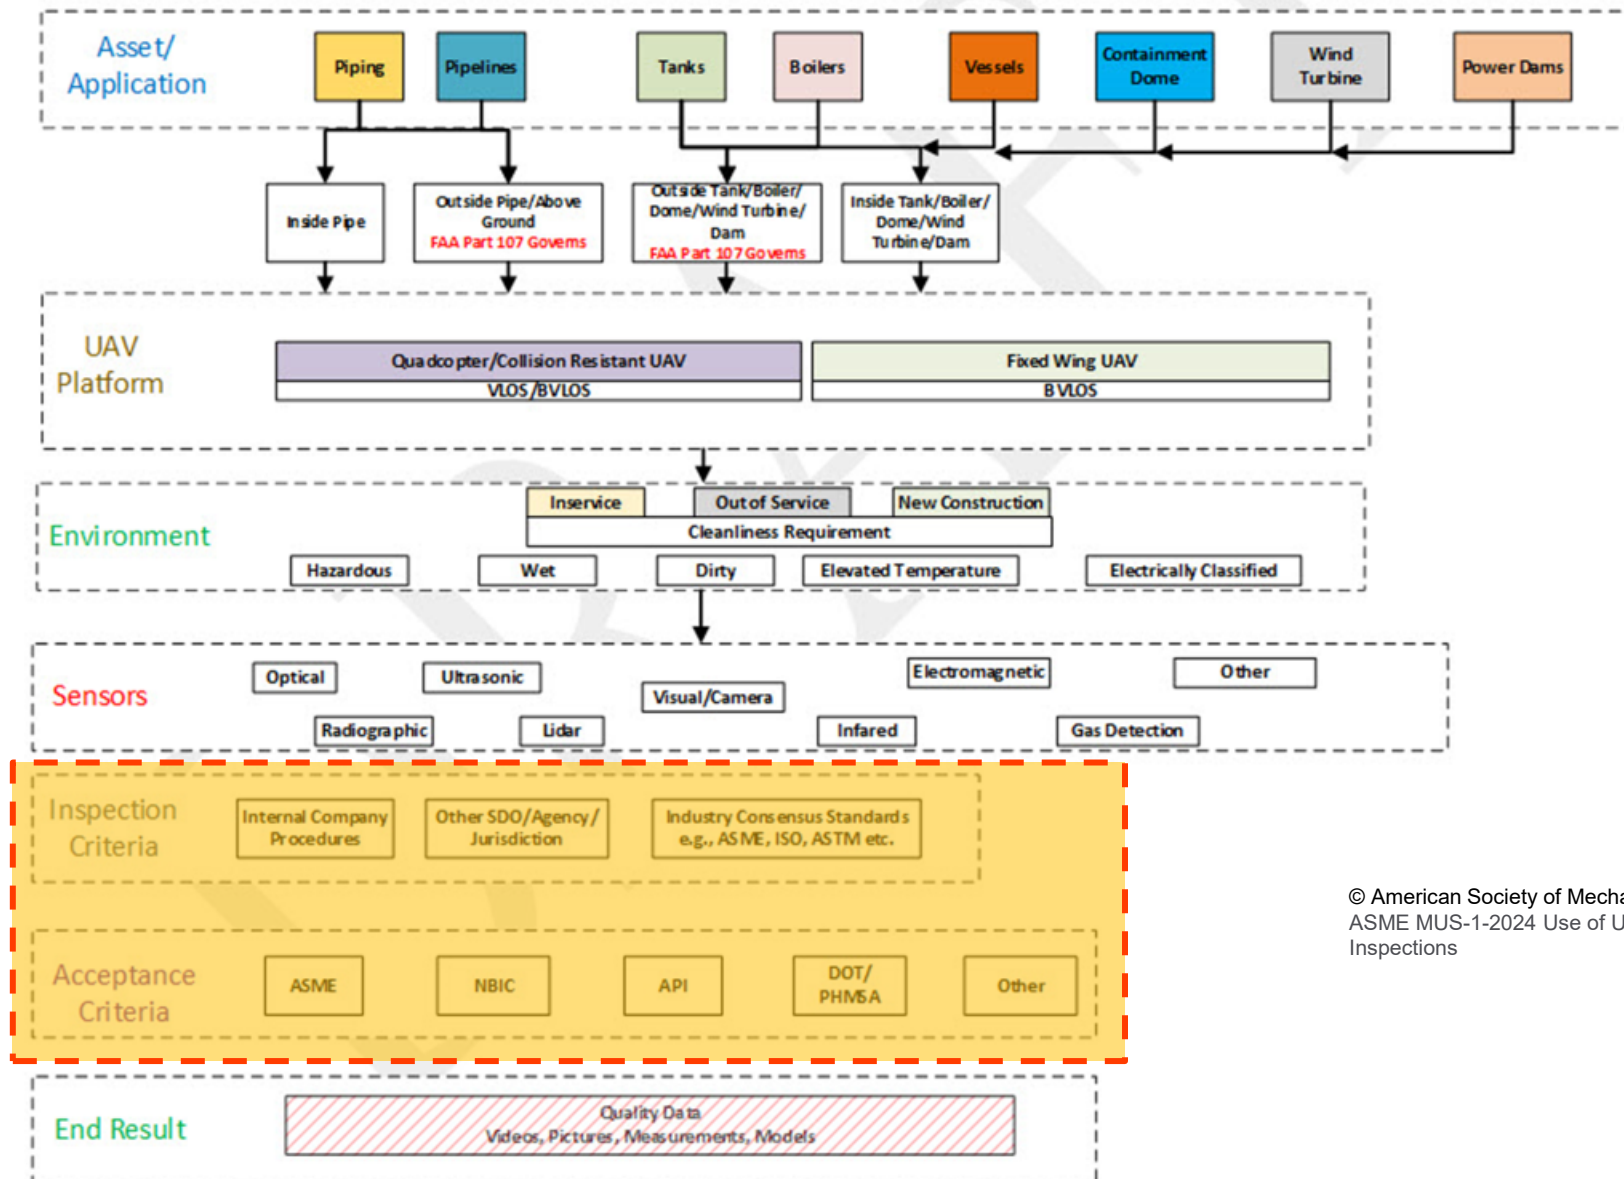 Asset/
Application
Piping
Pipelines
Tanks
Boilers
Vessels
Containment
Dome
Wind
Turbine
Power Dams
Inside Pipe
Outside Pipe/Above
Ground
FAA Part 107 Governs
Outside Tank/Boiler/
Dome/Wind Turbine/
Dam
FAA Part 107 Governs
Inside Tank/Boiler/
Dome/Wind
Turbine/Dam
UAV
Platform
Quadcopter/Collision Resistant UAV
VLOS/BVLOS
Fixed Wing UAV
BVLOS
Environment
Inservice
Out of Service
New Construction
Cleanliness Requirement
Hazardous
Wet
Dirty
Elevated Temperature
Electrically Classified
Sensors
Optical
Ultrasonic
Visual/Camera
Electromagnetic
Other
Radiographic
Lidar
Infared
Gas Detection
Inspection
Criteria
Internal Company
Procedures
Other SDO/Agency/
Jurisdiction
Industry Consensus Standards
e.g., ASME, ISO, ASTM etc.
© American Society of Mecha
ASME MUS-1-2024 Use of U
Inspections
Acceptance
Criteria
ASME
NBIC
API
DOT/
PHMSA
Other
End Result
Quality Data
Videos, Pictures, Measurements, Models